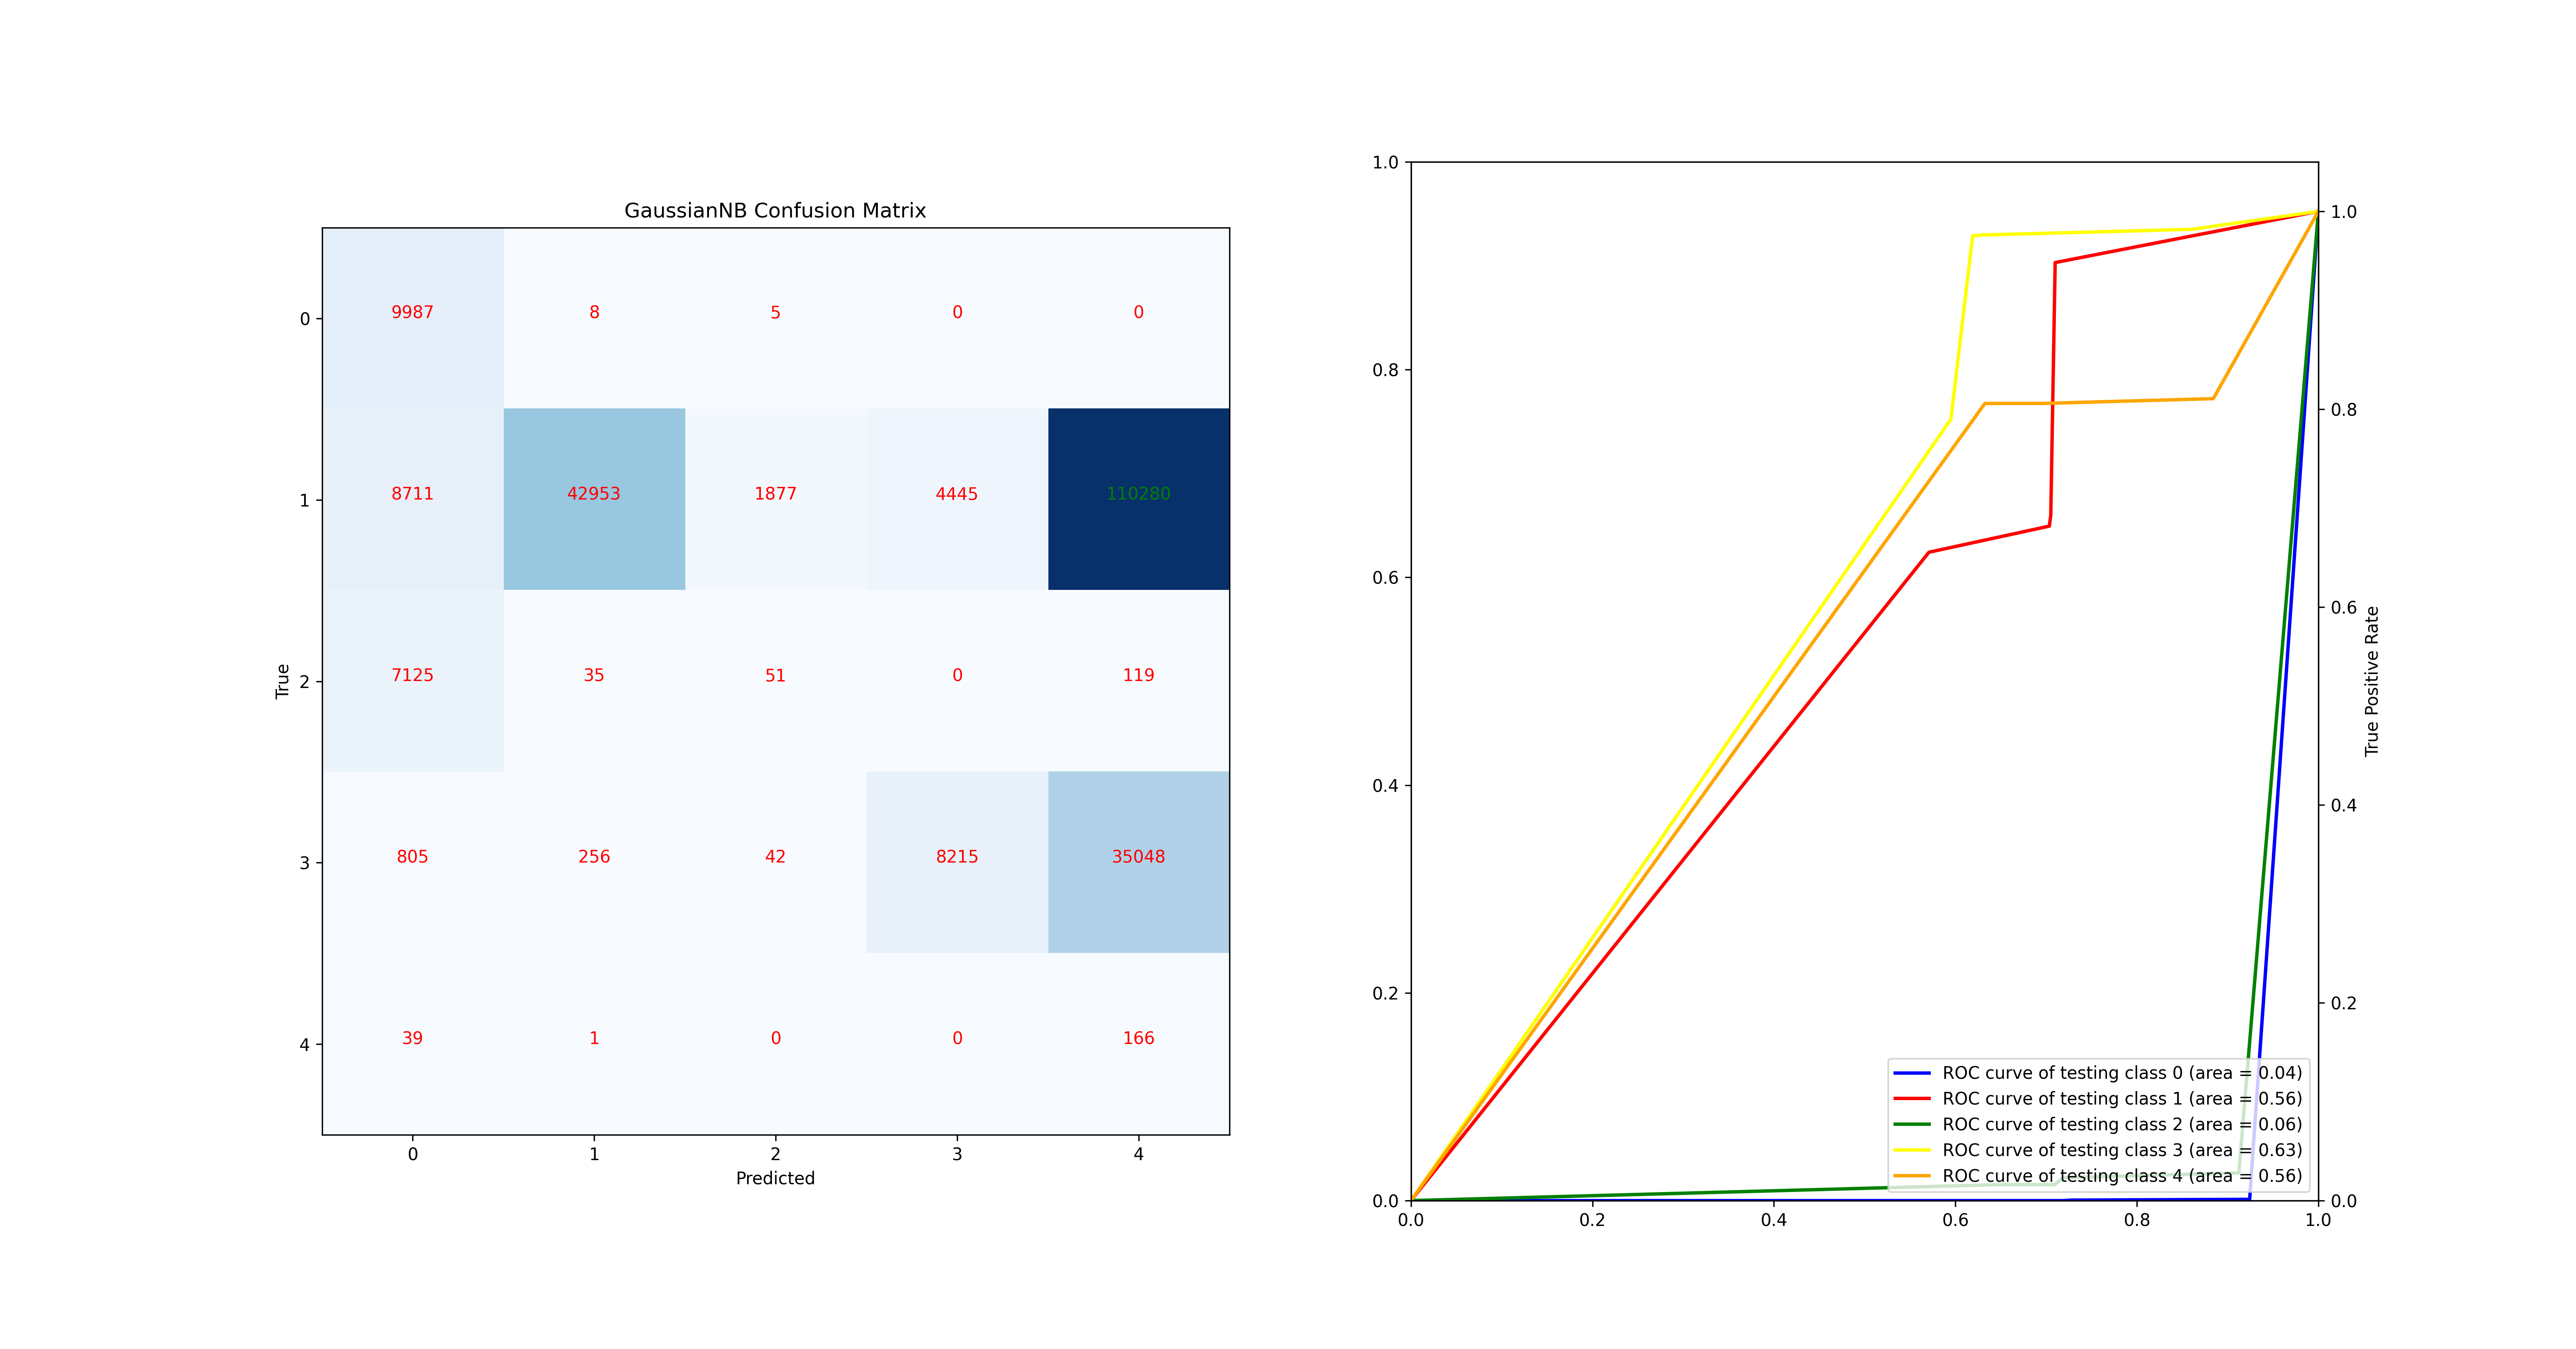 GaussianNB Confusion Matrix
0
9987 8 5 0 0
1
8711 42953 1877 4445 110280
True
2
7125 35 51 0 119
3
805 256 42 8215 35048
4
39 1 0 0 166
0 1 2 3 4
Predicted
1.0
0.8
0.6
0.4
0.2
0.0
0.0 0.2 0.4 0.6 0.8 1.0
1.0
0.8
0.6
0.4
0.2
0.0
True Positive Rate
ROC curve of testing class 0 (area = 0.04)
ROC curve of testing class 1 (area = 0.56)
ROC curve of testing class 2 (area = 0.06)
ROC curve of testing class 3 (area = 0.63)
ROC curve of testing class 4 (area = 0.56)